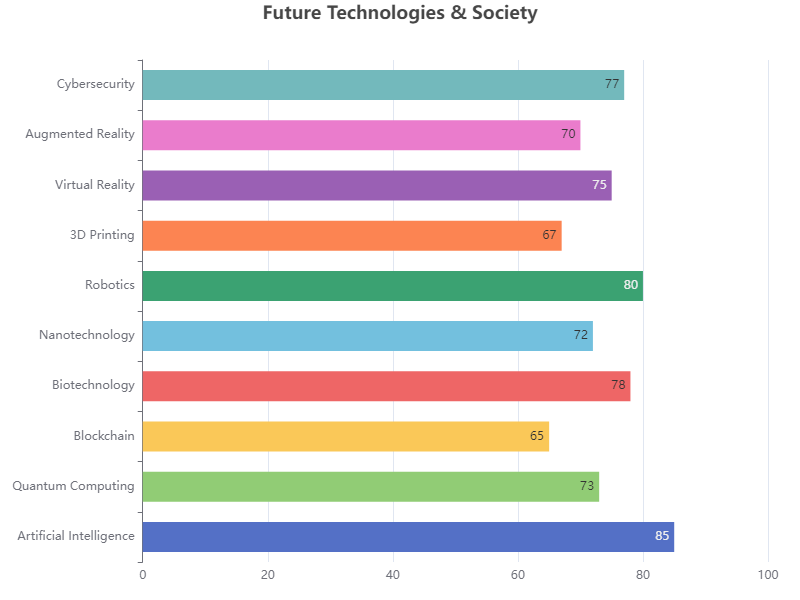 Future Technologies & Society
Cybersecurity 77
Augmented Reality 70
Virtual Reality 75
3D Printing 67
Robotics 80
Nanotechnology 72
Biotechnology 78
Blockchain 65
Quantum Computing 73
Artificial Intelligence 85
0 20 40 60 80 100